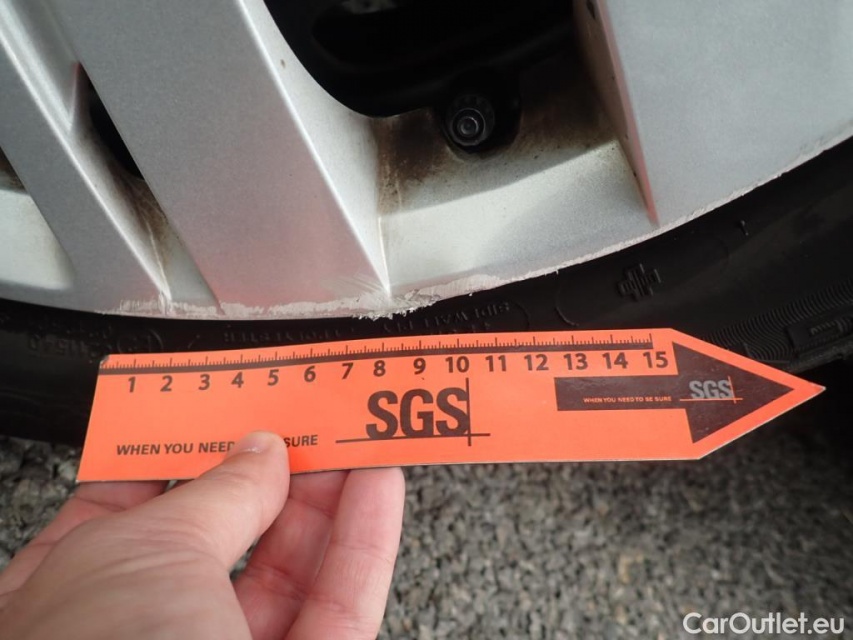 1 2 3 4 5 6 7 8 9 10 11 12 13 14 15
SGS
WHEN YOU NEED TO BE SURE
SGS
WHEN YOU NEED SURE
CarOutlet.eu